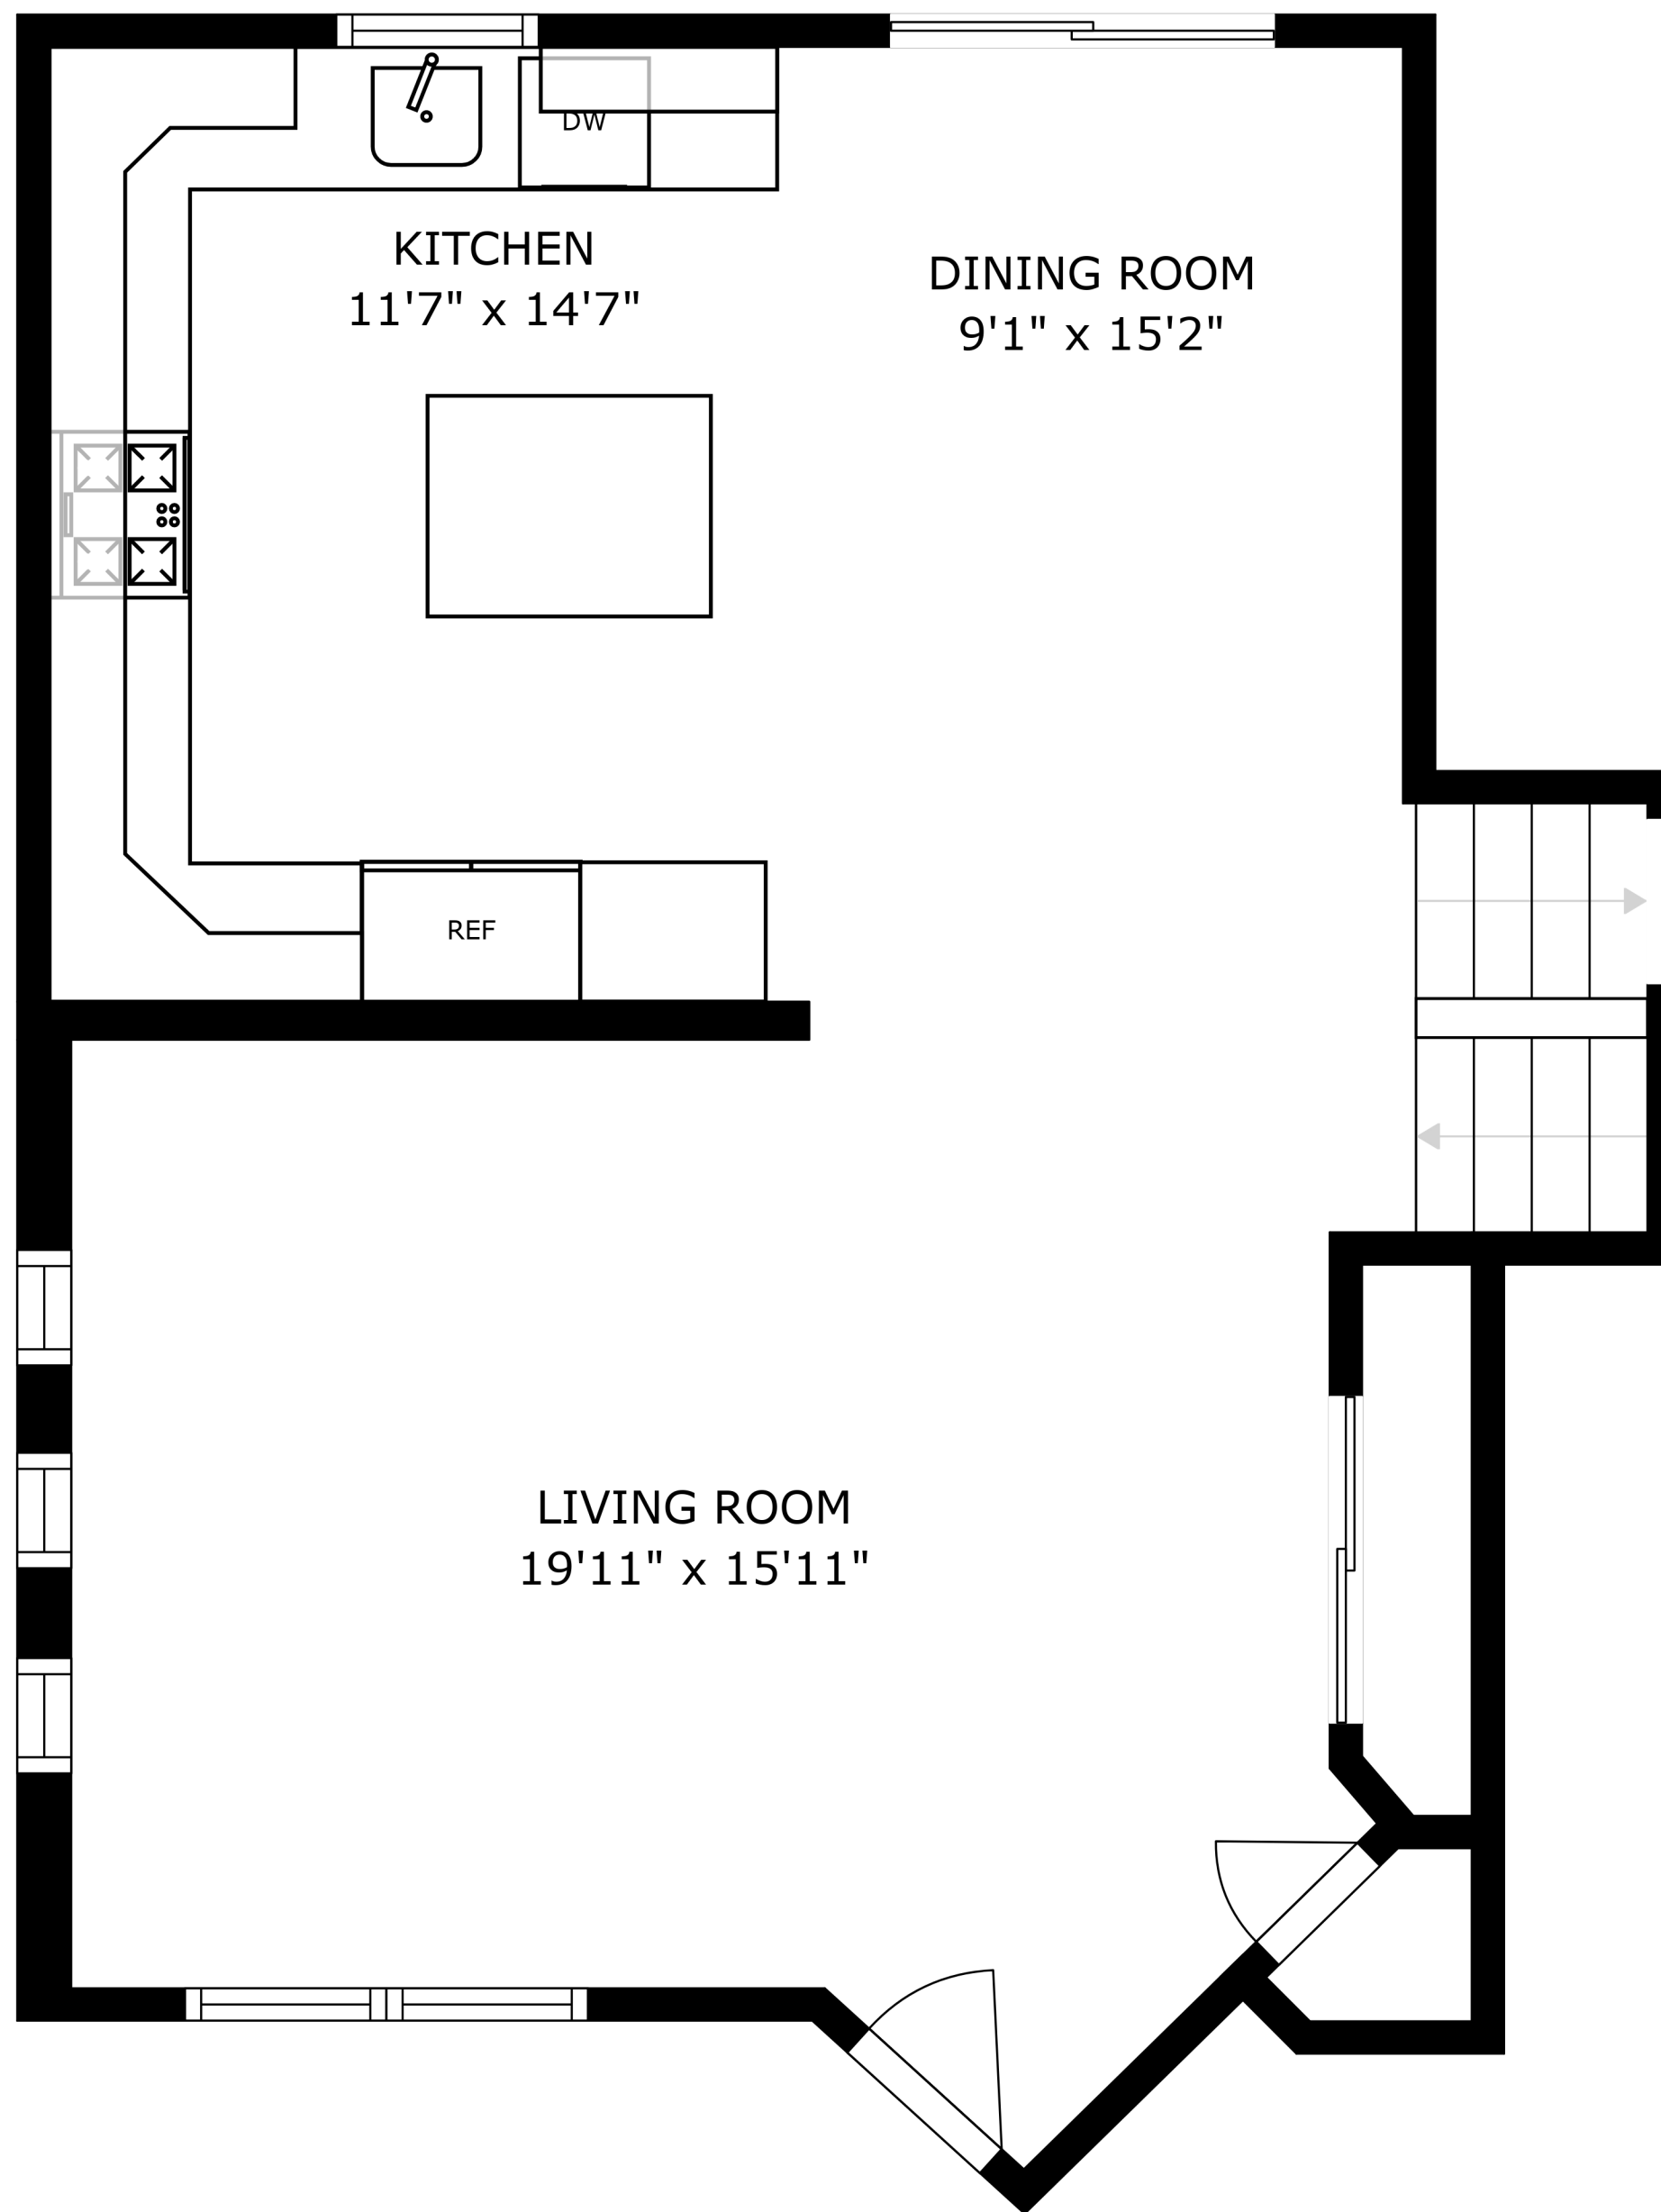 DW
KITCHEN
11'7" x 14'7"
DINING ROOM
9'1" x 15'2"
REF
LIVING ROOM
19'11" x 15'11"